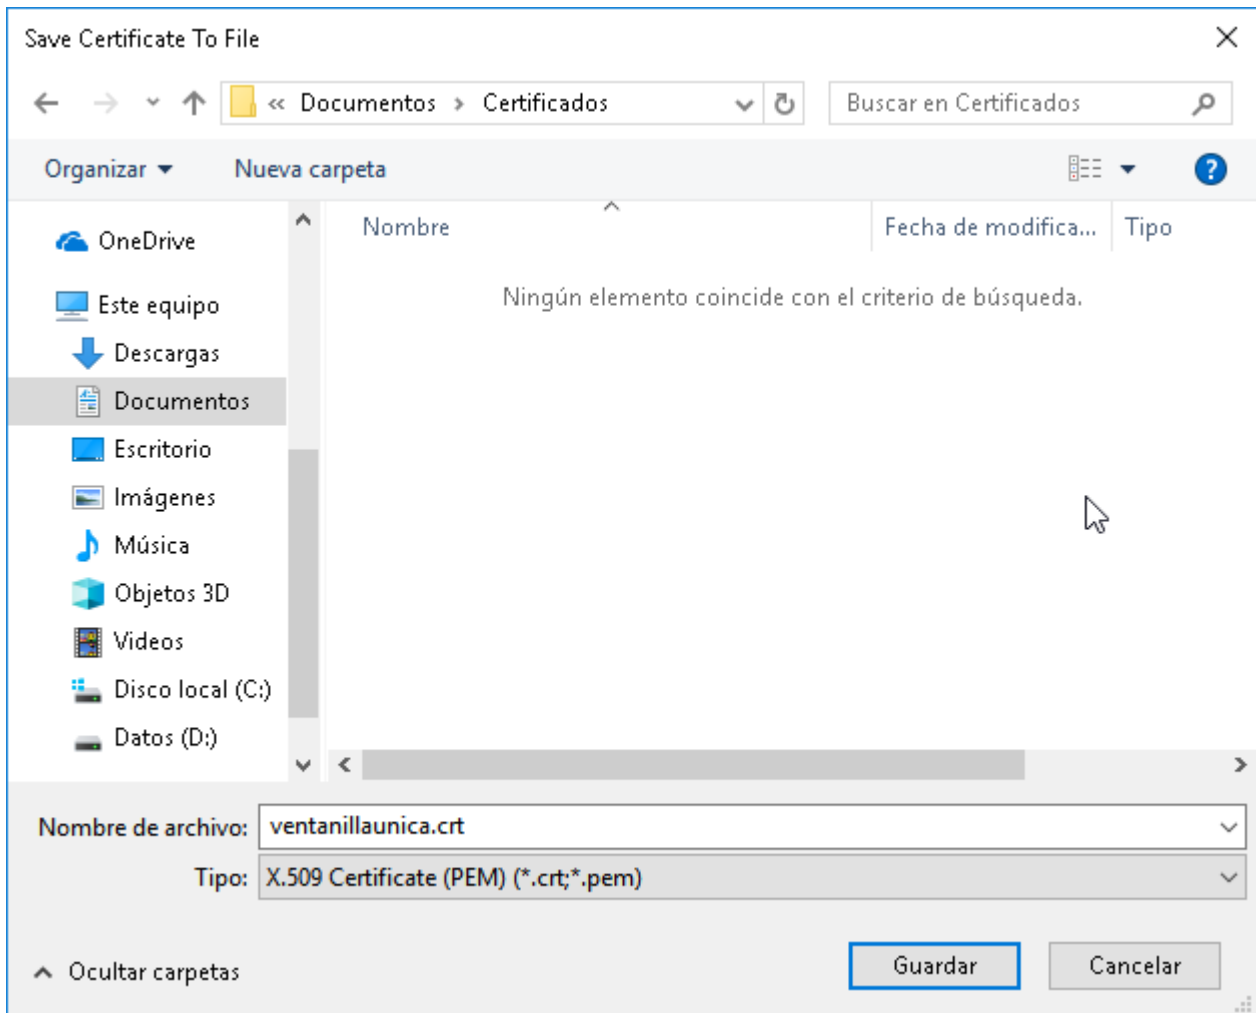 Save Certificate To File
« Documentos > Certificados
Buscar en Certificados
Organizar
Nueva carpeta
?
Nombre
Fecha de modifica...
Tipo
OneDrive
Ningún elemento coincide con el criterio de búsqueda.
Este equipo
Descargas
Documentos
Escritorio
Imágenes
Música
Objetos 3D
Videos
Disco local (C:)
Datos (D:)
Nombre de archivo: ventanillaunica.crt
Tipo: X.509 Certificate (PEM) (*.crt;*.pem)
Ocultar carpetas
Guardar
Cancelar